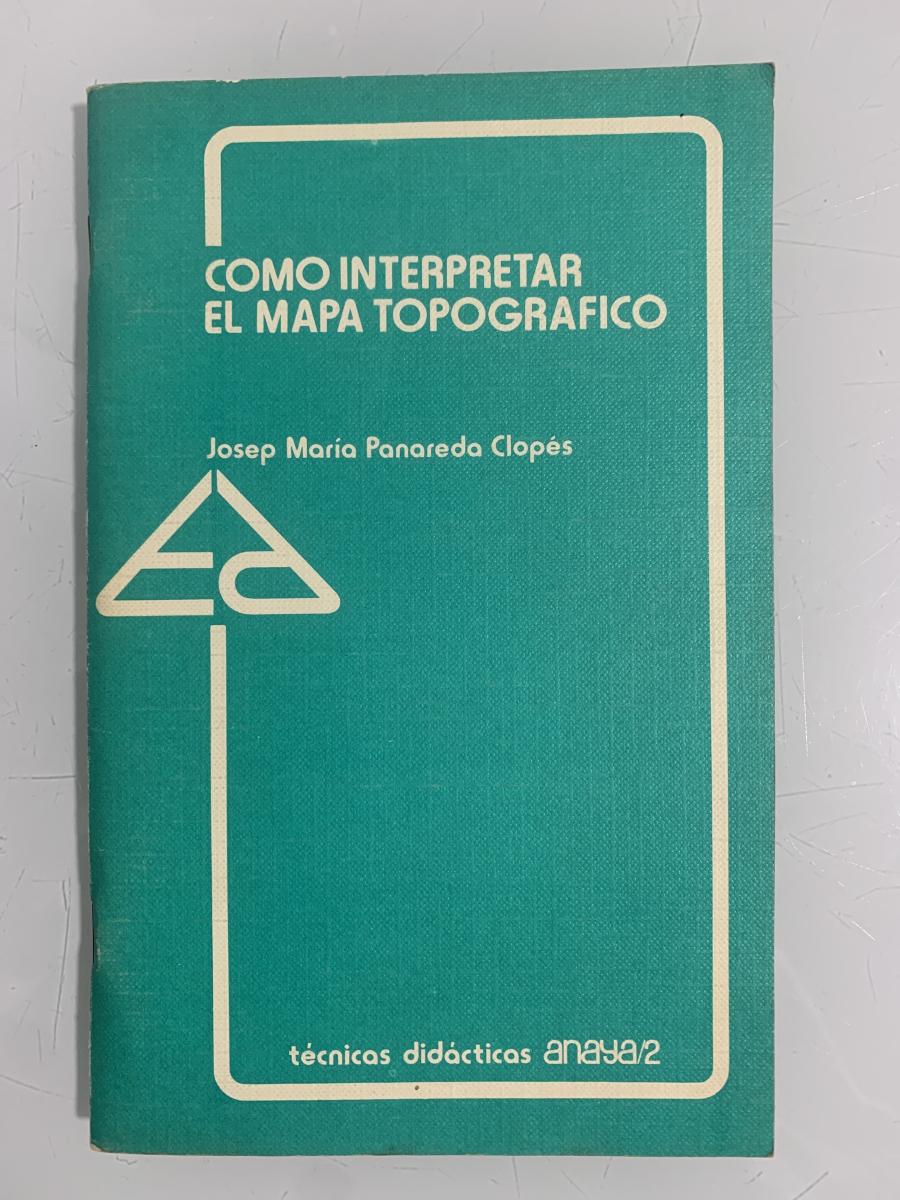 COMO INTERPRETAR
EL MAPA TOPOGRAFICO
Josep María Panareda Clopés
técnicas didácticas anaya/2